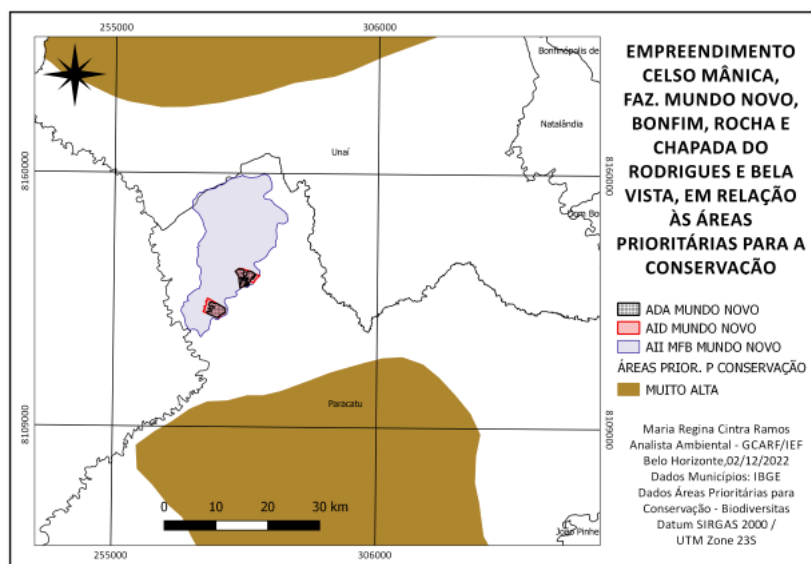 255000
306000
Bonfinópolis de
Natalândia
Unaí
8160000
8160000
Dom Bo
8109000
8109000
Paracatu
João Pinhe
0 10 20 30 km
255000
306000
EMPREENDIMENTO
CELSO MÂNICA,
FAZ. MUNDO NOVO,
BONFIM, ROCHA E
CHAPADA DO
RODRIGUES E BELA
VISTA, EM RELAÇÃO
ÀS ÁREAS
PRIORITÁRIAS PARA A
CONSERVAÇÃO
ADA MUNDO NOVO
AID MUNDO NOVO
AII MFB MUNDO NOVO
ÁREAS PRIOR. P CONSERVAÇÃO
MUITO ALTA
Maria Regina Cintra Ramos
Analista Ambiental - GCARF/IEF
Belo Horizonte,02/12/2022
Dados Municípios: IBGE
Dados Áreas Prioritárias para
Conservação - Biodiversitas
Datum SIRGAS 2000 /
UTM Zone 23S